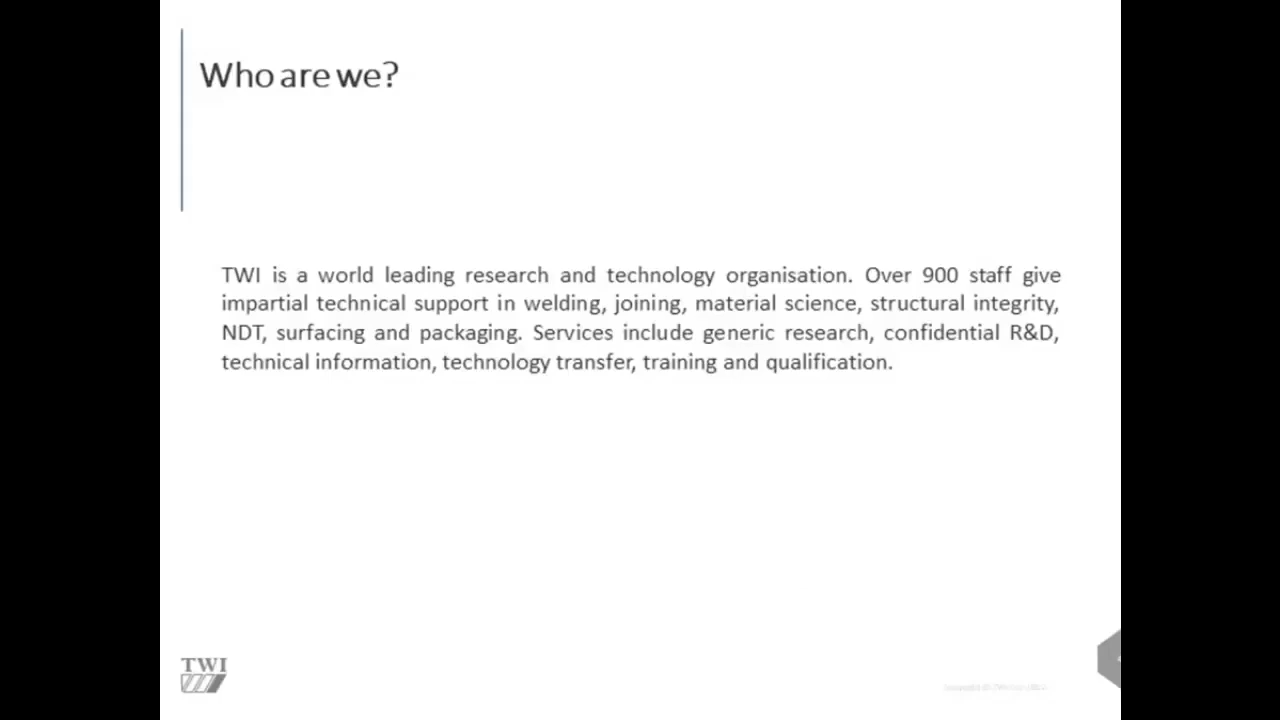 Who are we?
TWI is a world leading research and technology organisation. Over 900 staff give
impartial technical support in welding, joining, material science, structural integrity,
NDT, surfacing and packaging. Services include generic research, confidential R&D,
technical information, technology transfer, training and qualification.
TWI